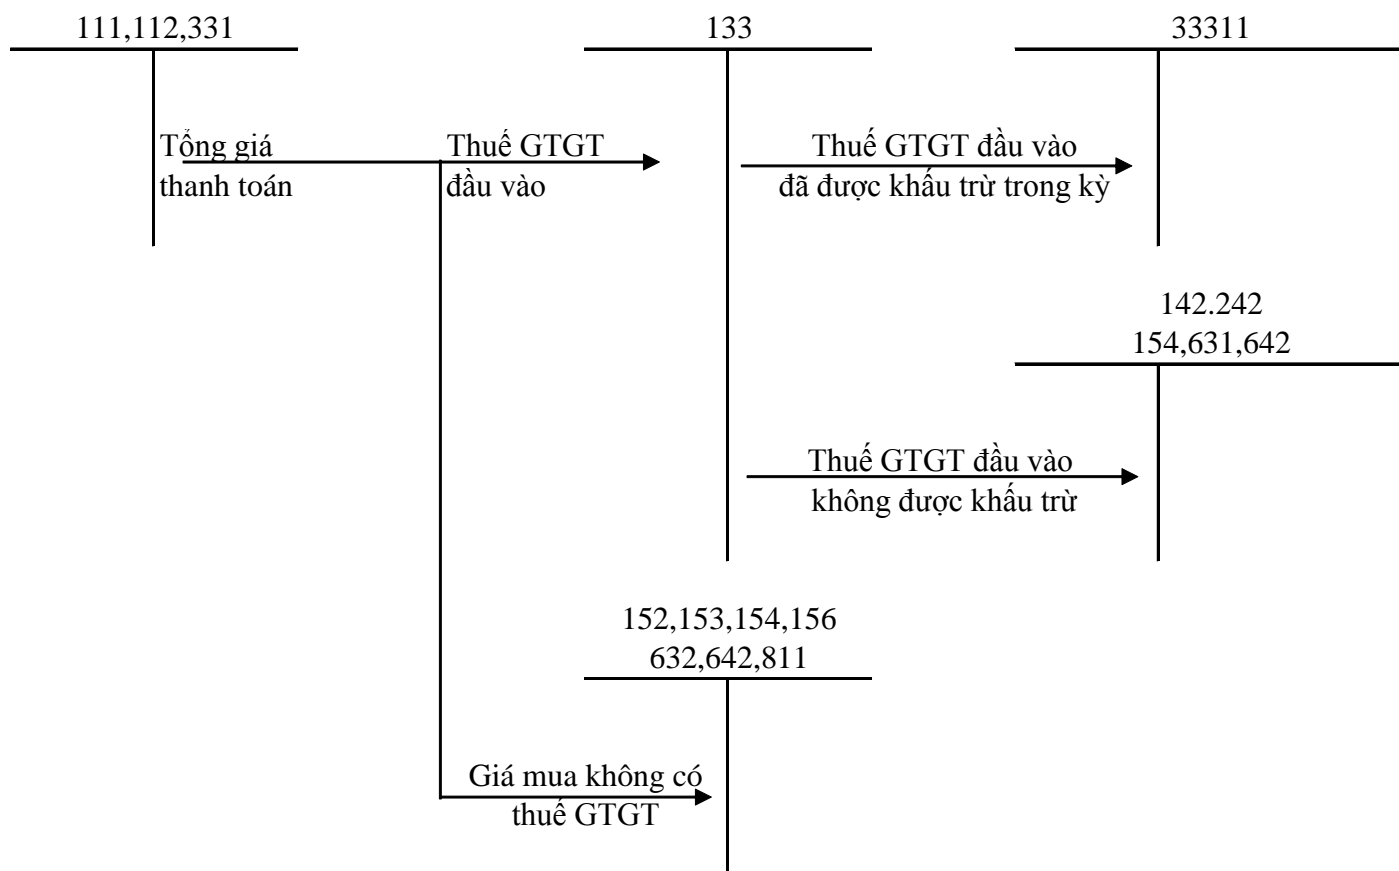 111,112,331
133
33311
Tổng giá
thanh toán
Thuế GTGT
đầu vào
Thuế GTGT đầu vào
đã được khấu trừ trong kỳ
142.242
154,631,642
Thuế GTGT đầu vào
không được khấu trừ
152,153,154,156
632,642,811
Giá mua không có
thuế GTGT